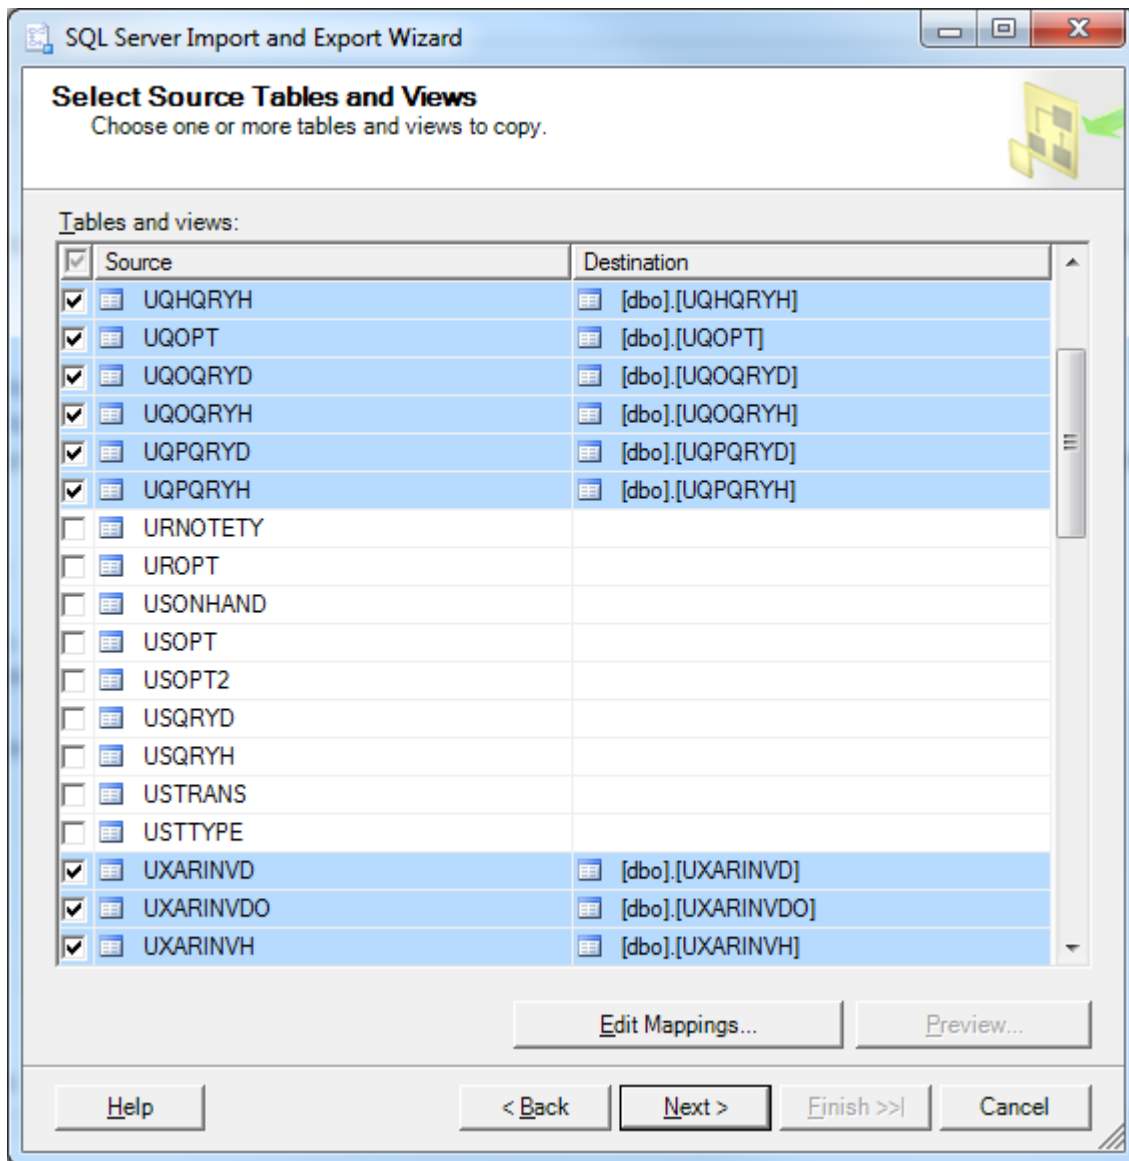 SQL Server Import and Export Wizard
Select Source Tables and Views
Choose one or more tables and views to copy.
Tables and views:
Source Destination
UQHQRYH [dbo].[UQHQRYH]
UQOPT [dbo].[UQOPT]
UQOQRYD [dbo].[UQOQRYD]
UQOQRYH [dbo].[UQOQRYH]
UQPQRYD [dbo].[UQPQRYD]
UQPQRYH [dbo].[UQPQRYH]
URNOTETY
UROPT
USONHAND
USOPT
USOPT2
USQRYD
USQRYH
USTRANS
USTTYPE
UXARINVD [dbo].[UXARINVD]
UXARINVDO [dbo].[UXARINVDO]
UXARINVH [dbo].[UXARINVH]
Edit Mappings... Preview...
Help < Back Next > Finish >>| Cancel